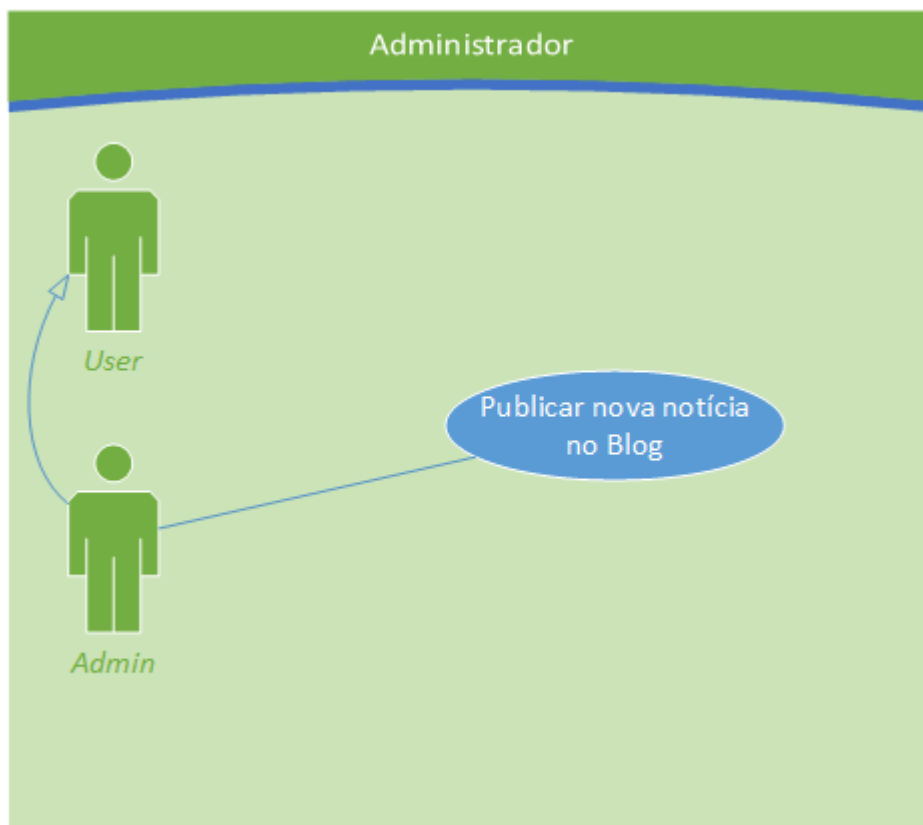 Administrador
User
Publicar nova notícia
no Blog
Admin